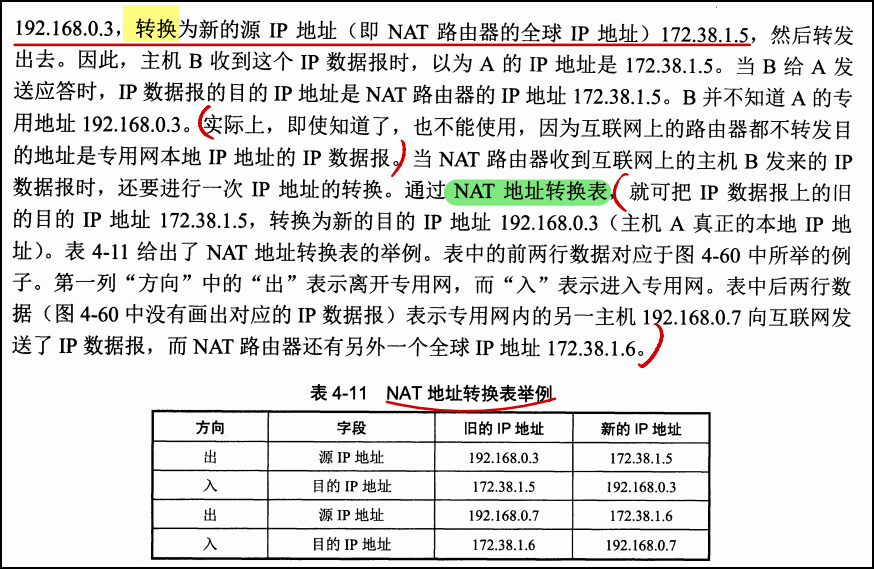 192.168.0.3，转换为新的源 IP 地址（即 NAT 路由器的全球 IP 地址）172.38.1.5，然后转发
出去。因此，主机 B 收到这个 IP 数据报时，以为 A 的 IP 地址是 172.38.1.5。当 B 给 A 发
送应答时，IP 数据报的目的 IP 地址是 NAT 路由器的 IP 地址 172.38.1.5。B 并不知道 A 的专
用地址 192.168.0.3。实际上，即使知道了，也不能使用，因为互联网上的路由器都不转发目
的地址是专用网本地 IP 地址的 IP 数据报。当 NAT 路由器收到互联网上的主机 B 发来的 IP
数据报时，还要进行一次 IP 地址的转换。通过 NAT 地址转换表，就可把 IP 数据报上的旧
的目的 IP 地址 172.38.1.5，转换为新的目的 IP 地址 192.168.0.3（主机 A 真正的本地 IP 地
址）。表 4-11 给出了 NAT 地址转换表的举例。表中的前两行数据对应于图 4-60 中所举的例
子。第一列“方向”中的“出”表示离开专用网，而“入”表示进入专用网。表中后两行数
据（图 4-60 中没有画出对应的 IP 数据报）表示专用网内的另一主机 192.168.0.7 向互联网发
送了 IP 数据报，而 NAT 路由器还有另外一个全球 IP 地址 172.38.1.6。
表 4-11 NAT 地址转换表举例
方向 字段 旧的 IP 地址 新的 IP 地址
出 源 IP 地址 192.168.0.3 172.38.1.5
入 目的 IP 地址 172.38.1.5 192.168.0.3
出 源 IP 地址 192.168.0.7 172.38.1.6
入 目的 IP 地址 172.38.1.6 192.168.0.7